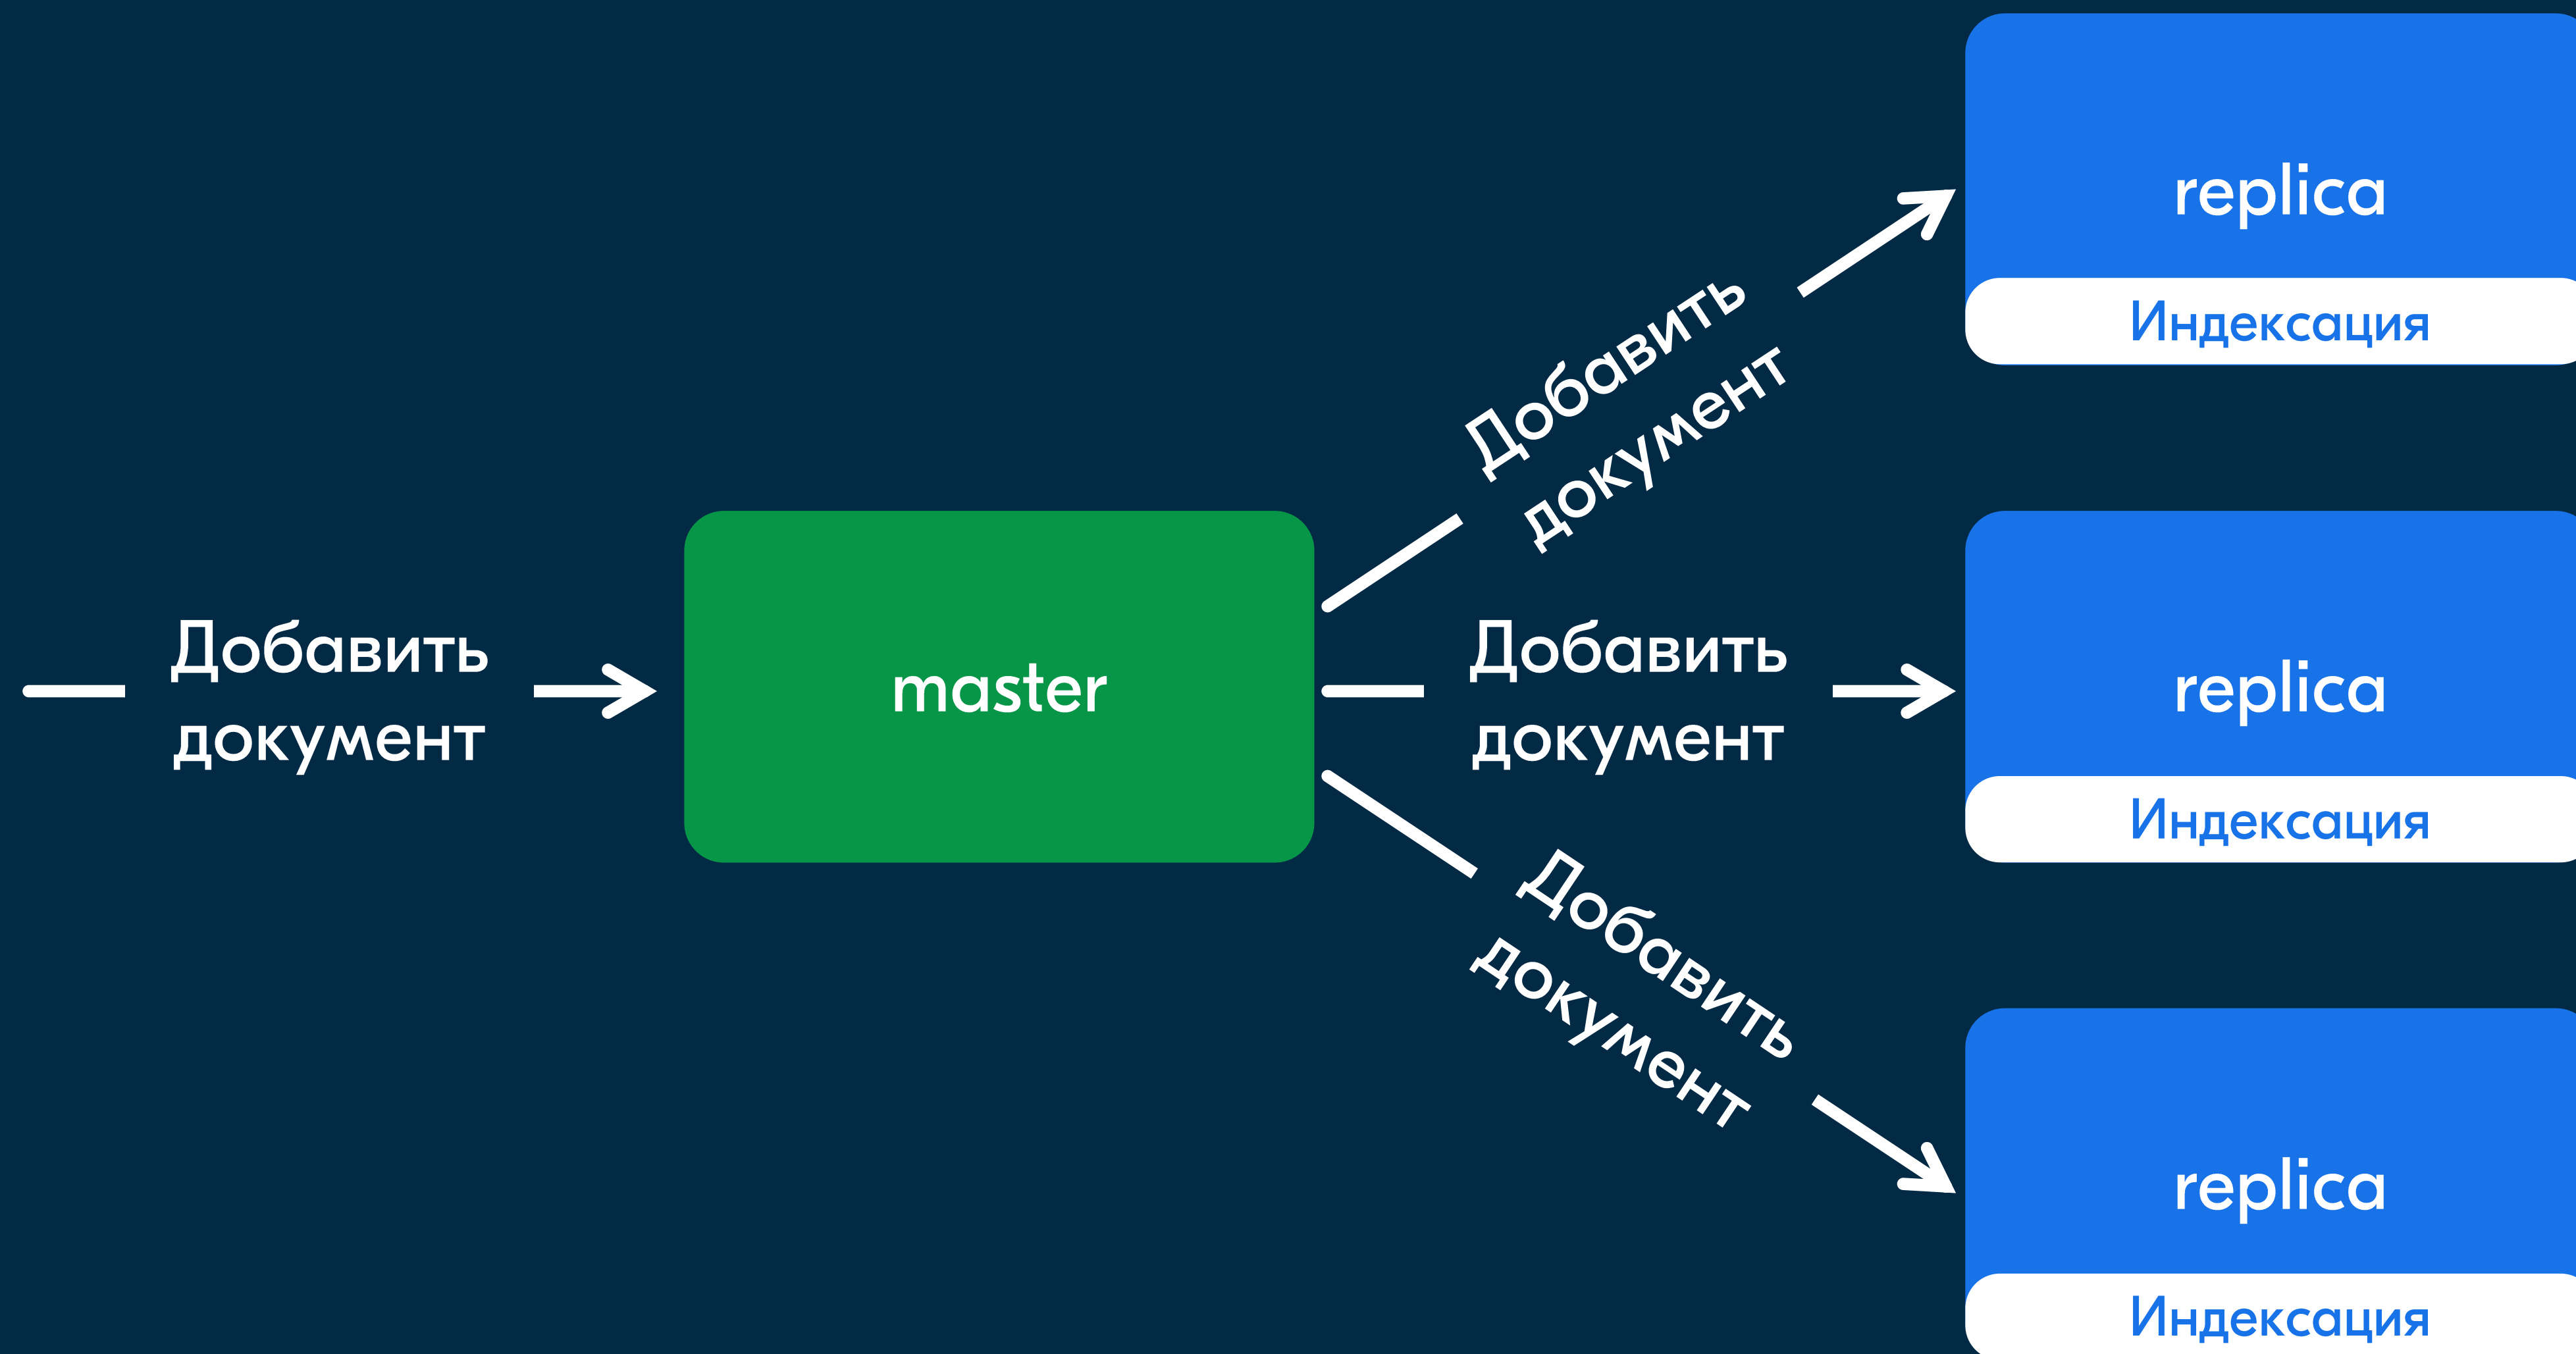 replica
Индексация
Добавить
документ
Добавить
документ
master
Добавить
документ
replica
Индексация
Добавить
документ
replica
Индексация